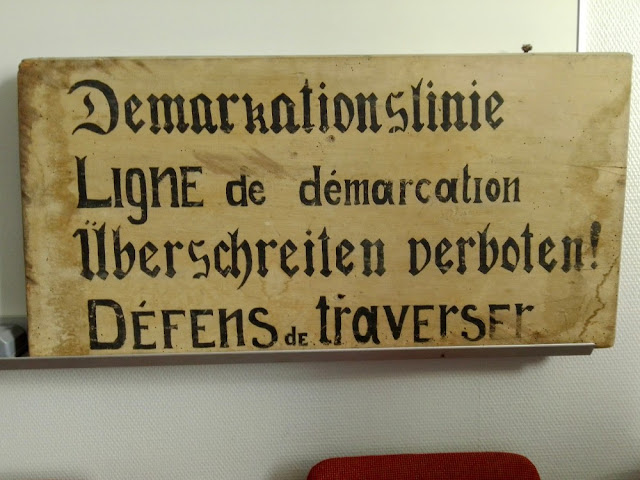 Demarkationslinie
LIGNE de démarcation
Überschreiten verboten!
DÉFENS DE traverser